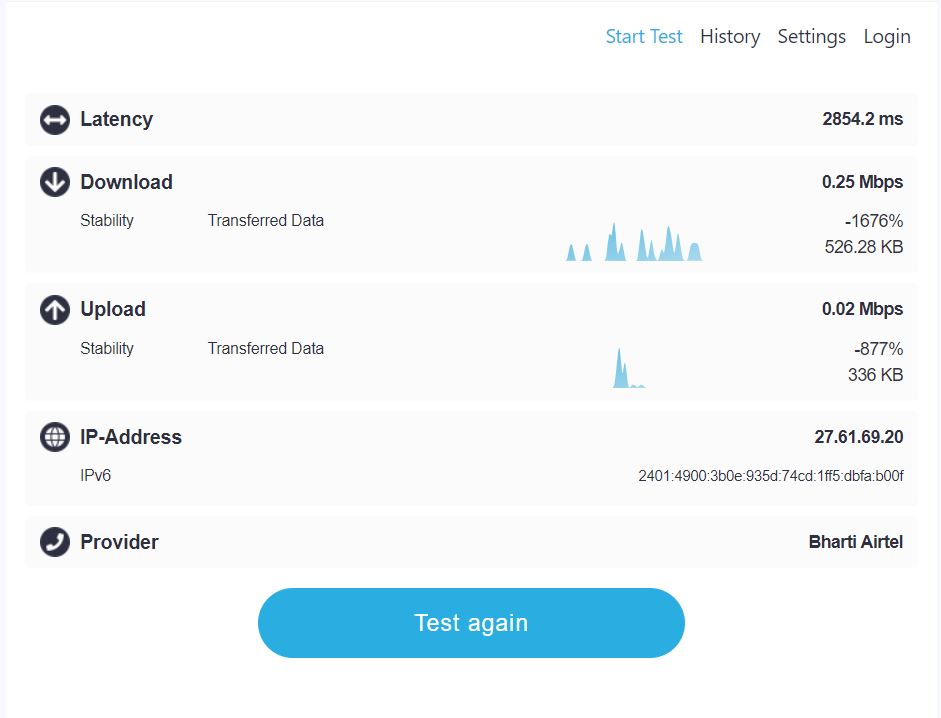 Start Test History Settings Login
Latency 2854.2 ms
Download 0.25 Mbps
Stability Transferred Data -1676%
526.28 KB
Upload 0.02 Mbps
Stability Transferred Data -877%
336 KB
IP-Address 27.61.69.20
IPv6 2401:4900:3b0e:935d:74cd:1ff5:dbfa:b00f
Provider Bharti Airtel
Test again